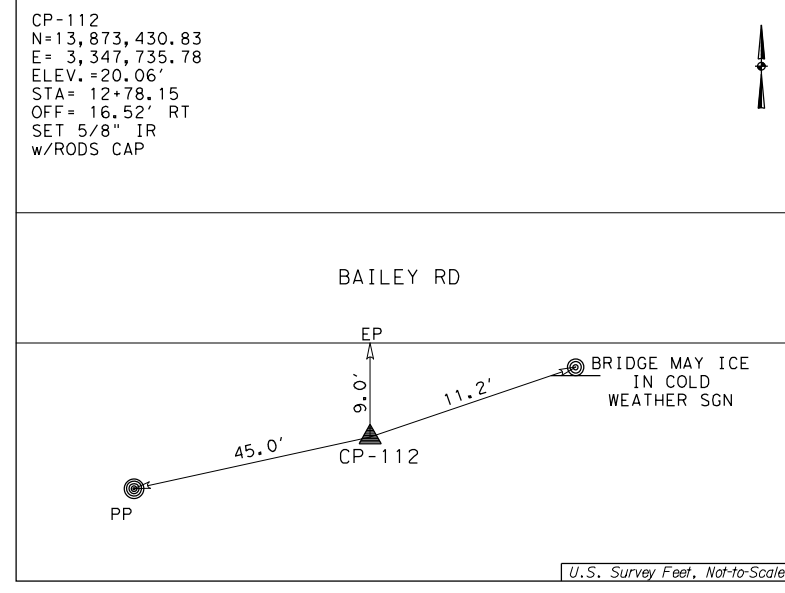 CP-112
N=13,873,430.83
E= 3,347,735.78
ELEV.=20.06'
STA= 12+78.15
OFF= 16.52' RT
SET 5/8" IR
w/RODS CAP
BAILEY RD
EP
9.0'
11.2'
BRIDGE MAY ICE
IN COLD
WEATHER SGN
45.0'
CP-112
PP
U.S. Survey Feet, Not-to-Scale